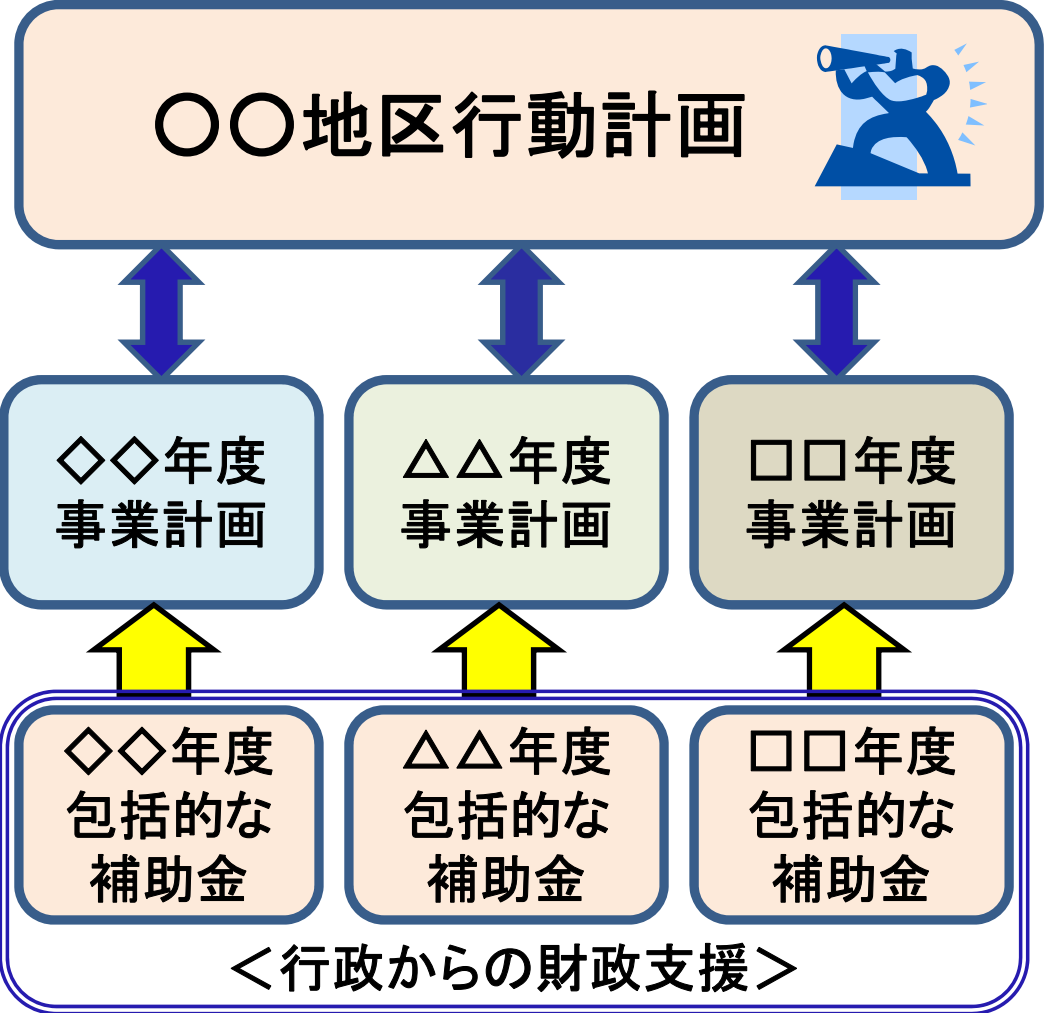 〇〇地区行動計画
◇◇年度
事業計画
△△年度
事業計画
□□年度
事業計画
◇◇年度
包括的な
補助金
△△年度
包括的な
補助金
□□年度
包括的な
補助金
＜行政からの財政支援＞